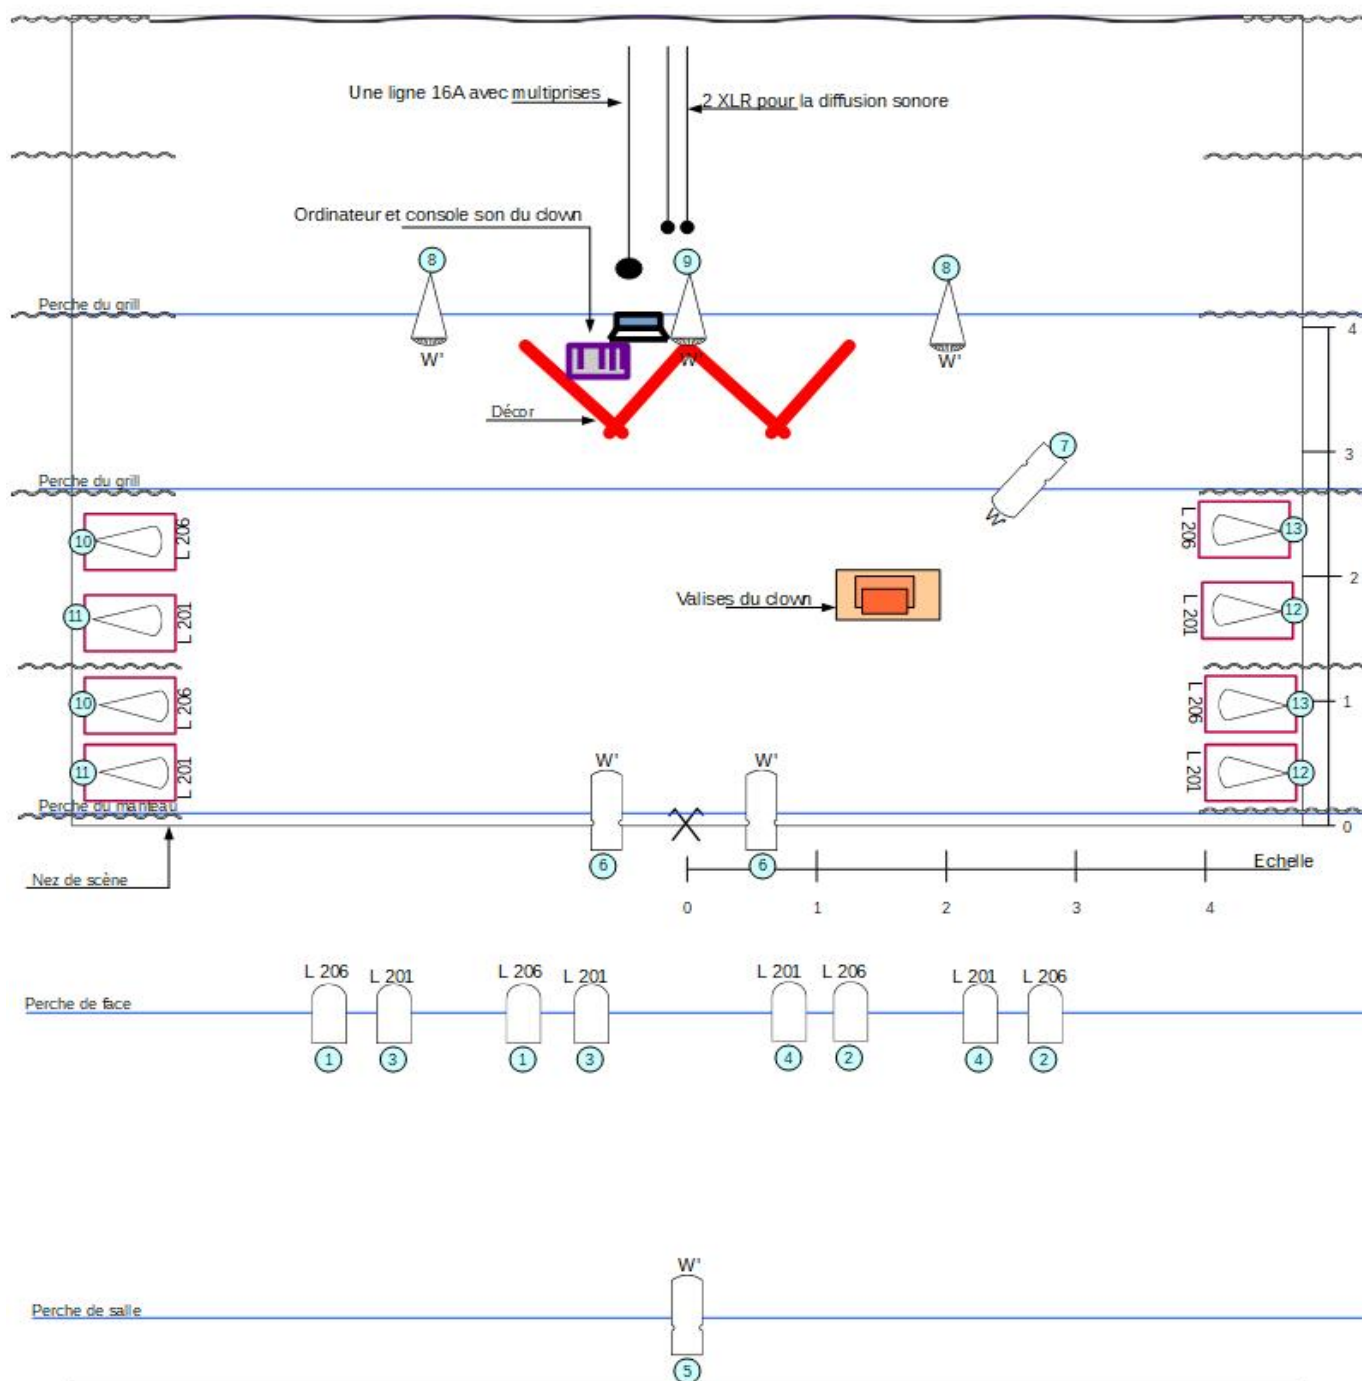 Une ligne 16A avec multiprises
2 XLR pour la diffusion sonore
Ordinateur et console son du clown
8
9
8
Perche du grill
W'
W'
W'
4
Décor
7
3
Perche du grill
W'
10
L 206
L 206
13
2
Valises du clown
11
L 201
L 201
12
10
L 206
L 206
13
1
W'
W'
11
L 201
L 201
12
Perche du manteau
0
6
6
Echelle
Nez de scène
0
1
2
3
4
L 206
L 201
L 206
L 201
L 201
L 206
L 201
L 206
Perche de face
1
3
1
3
4
2
4
2
W'
Perche de salle
5